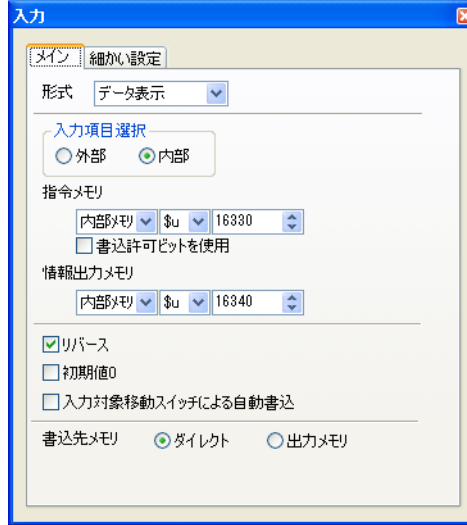 入力
メイン 細かい設定
形式 データ表示
入力項目選択
外部 内部
指令メモリ
内部メモリ $u 16330
書込許可ビットを使用
情報出力メモリ
内部メモリ $u 16340
リバース
初期値0
入力対象移動スイッチによる自動書込
書込先メモリ ダイレクト 出力メモリ